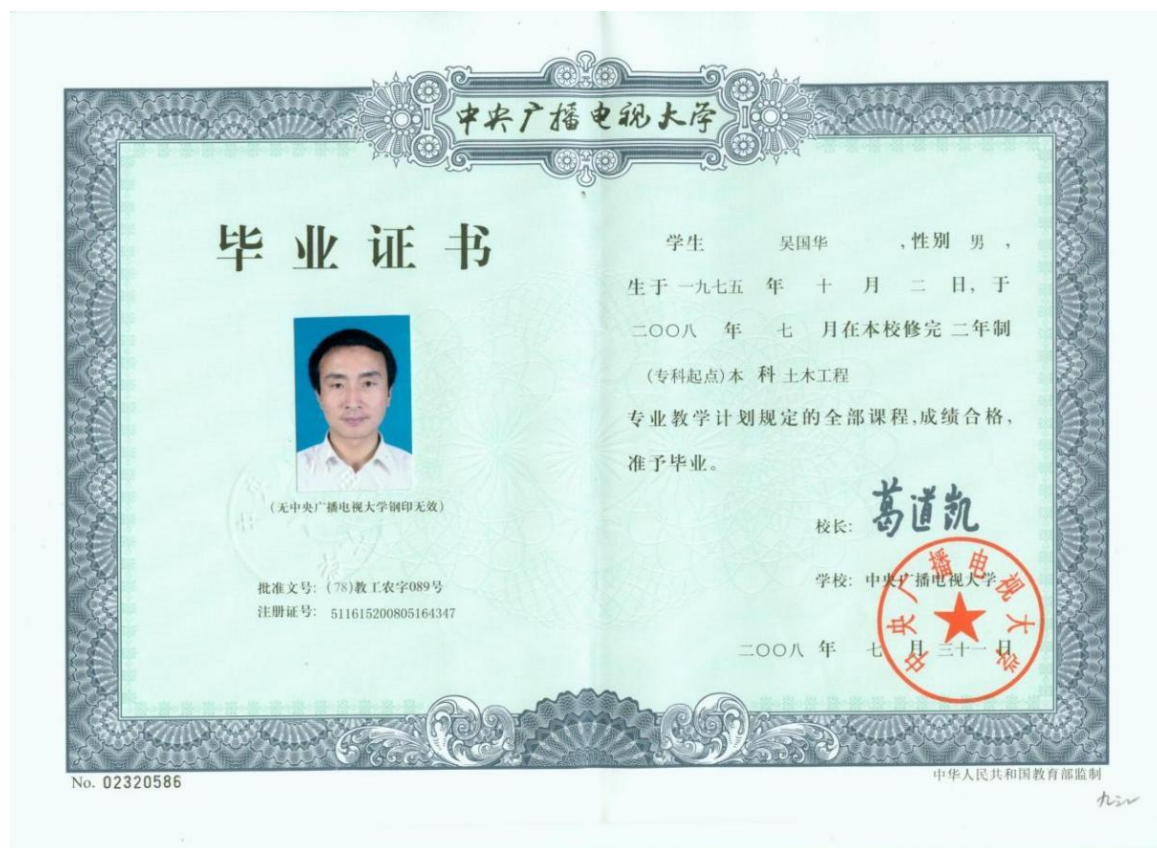 中央广播电视大学
毕业证书
(无中央广播电视大学钢印无效)
批准文号: (78)教工农字089号
注册证号: 511615200805164347
学生 吴国华 ,性别 男 ,
生于 一九七五 年 十 月 二 日, 于
二〇〇八 年 七 月在本校修完 二年制
(专科起点)本 科 土木工程
专业教学计划规定的全部课程,成绩合格,
准予毕业。
校长: 葛道凯
学校: 中央广播电视大学
二〇〇八 年 七 月 三十一 日
中央广播电视大学
No. 02320586
中华人民共和国教育部监制